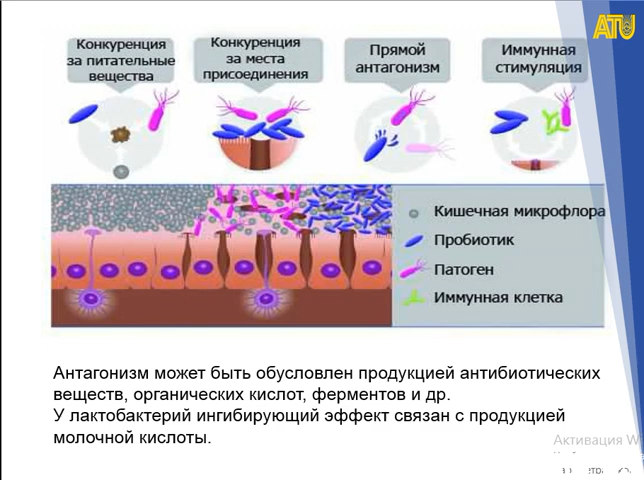 ATU
Конкуренция
за питательные
вещества
Конкуренция
за места
присоединения
Прямой
антагонизм
Иммунная
стимуляция
Кишечная микрофлора
Пробиотик
Патоген
Иммунная клетка
Антагонизм может быть обусловлен продукцией антибиотических
веществ, органических кислот, ферментов и др.
У лактобактерий ингибирующий эффект связан с продукцией
молочной кислоты.
Активация W